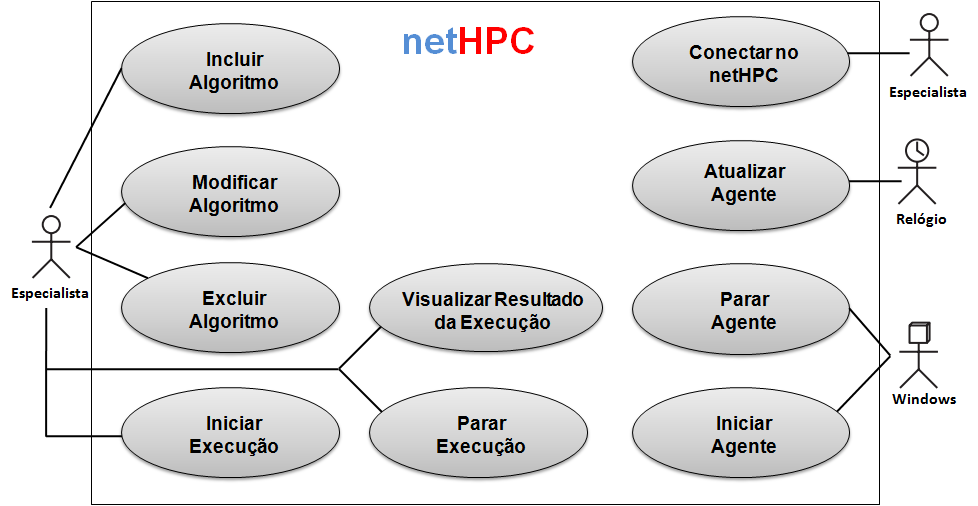 netHPC
Incluir
Algoritmo
Conectar no
netHPC
Especialista
Modificar
Algoritmo
Atualizar
Agente
Relógio
Especialista
Excluir
Algoritmo
Visualizar Resultado
da Execução
Parar
Agente
Windows
Iniciar
Execução
Parar
Execução
Iniciar
Agente